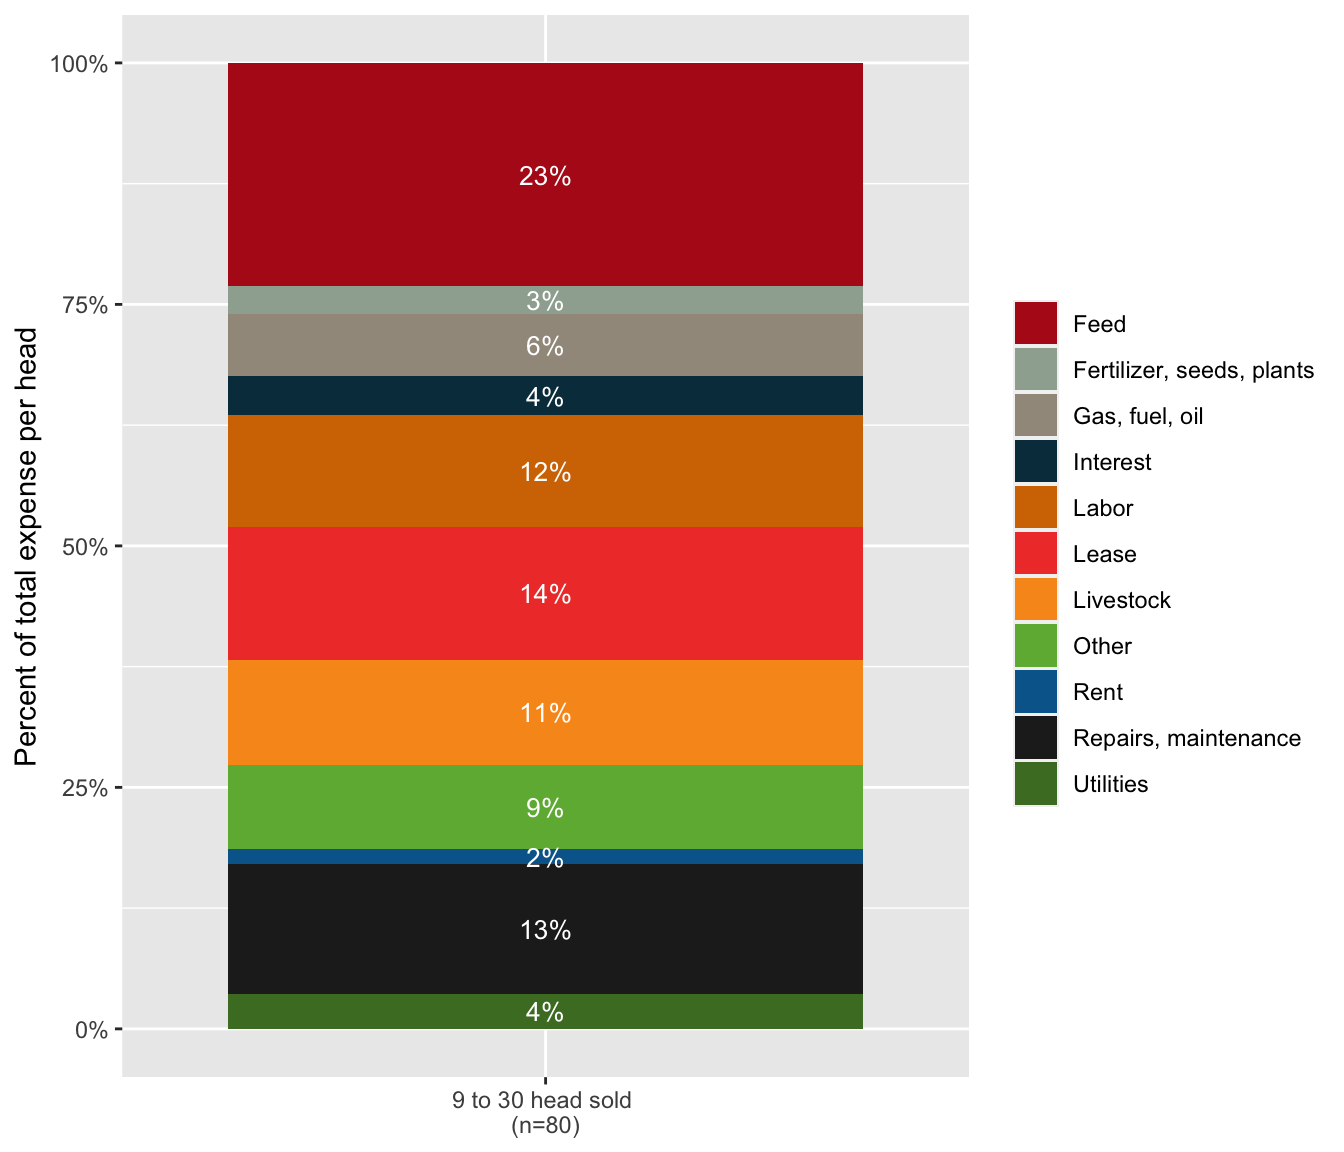 100%
75%
50%
25%
0%
Percent of total expense per head
23%
3%
6%
4%
12%
14%
11%
9%
2%
13%
4%
9 to 30 head sold
(n=80)
Feed
Fertilizer, seeds, plants
Gas, fuel, oil
Interest
Labor
Lease
Livestock
Other
Rent
Repairs, maintenance
Utilities